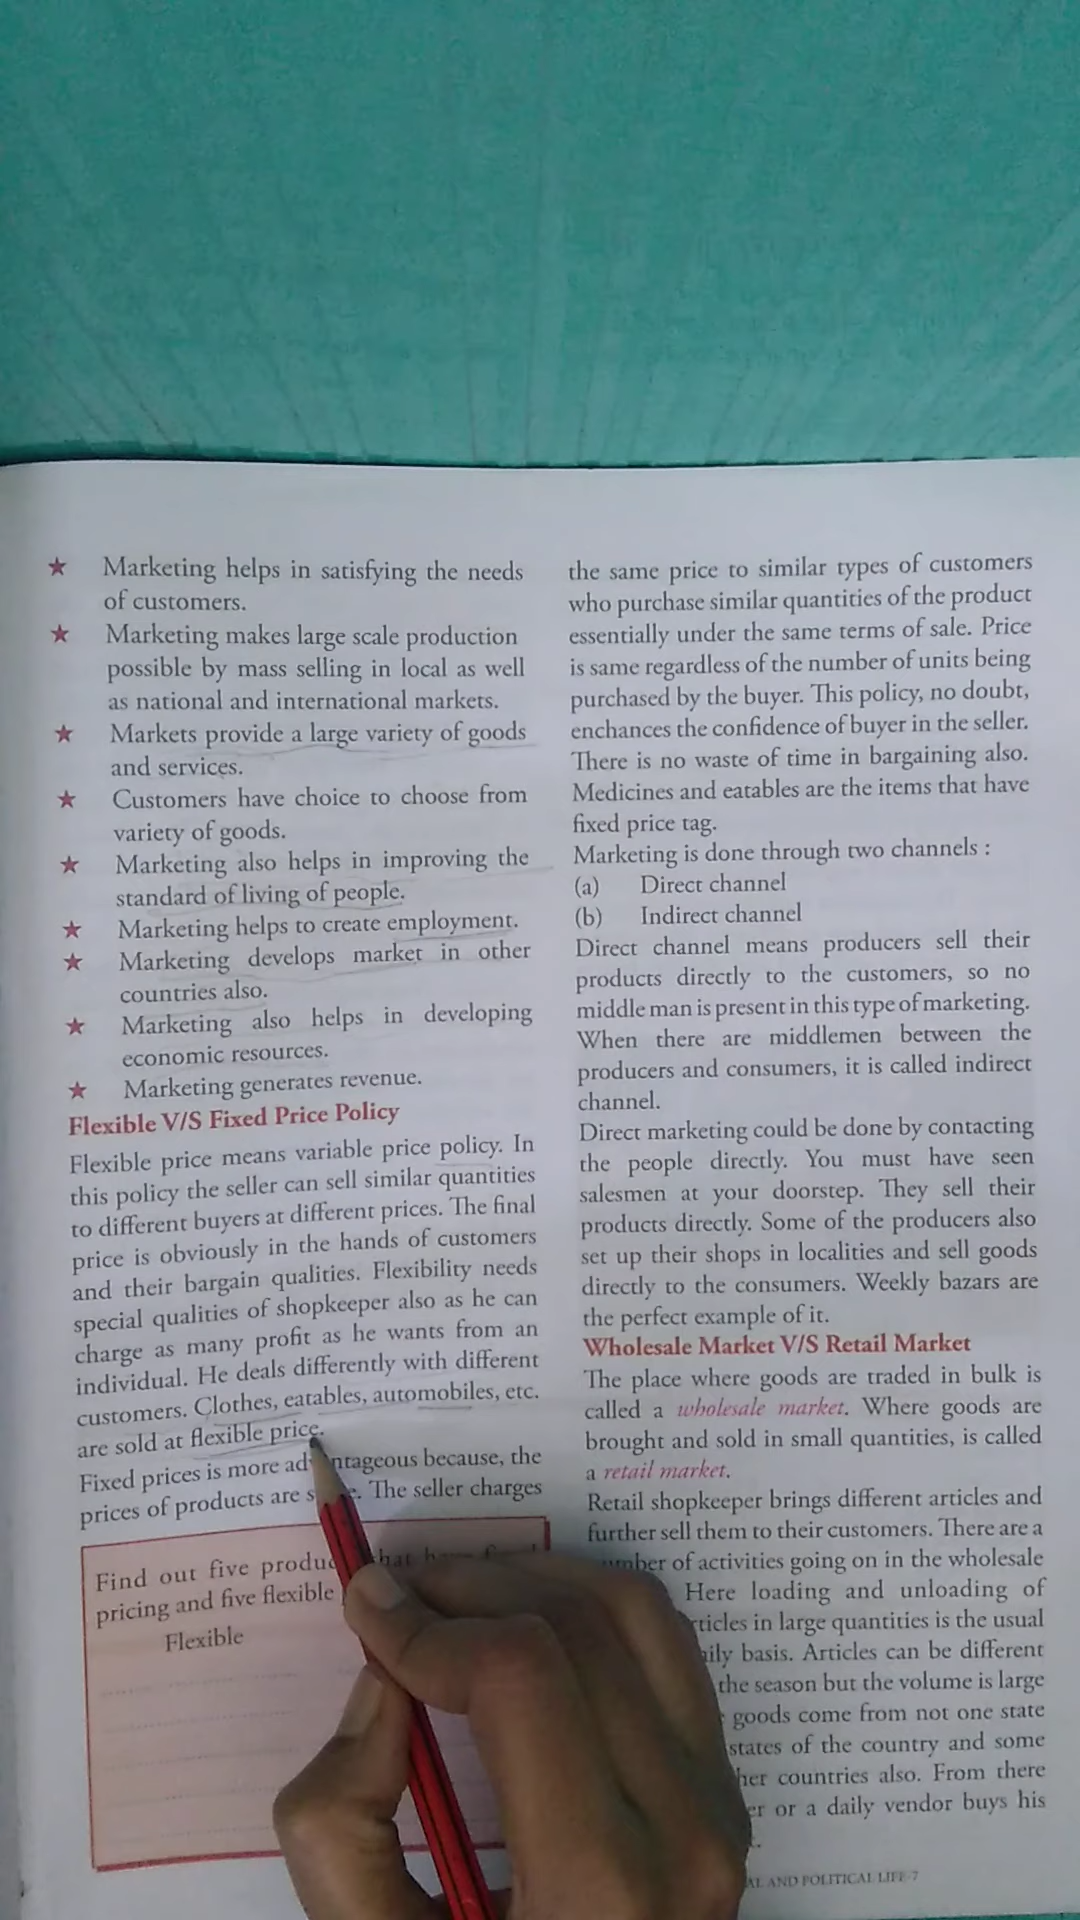 ★ Marketing helps in satisfying the needs
of customers.
★ Marketing makes large scale production
possible by mass selling in local as well
as national and international markets.
★ Markets provide a large variety of goods
and services.
★ Customers have choice to choose from
variety of goods.
★ Marketing also helps in improving the
standard of living of people.
★ Marketing helps to create employment.
★ Marketing develops market in other
countries also.
★ Marketing also helps in developing
economic resources.
★ Marketing generates revenue.
Flexible V/S Fixed Price Policy
Flexible price means variable price policy. In
this policy the seller can sell similar quantities
to different buyers at different prices. The final
price is obviously in the hands of customers
and their bargain qualities. Flexibility needs
special qualities of shopkeeper also as he can
charge as many profit as he wants from an
individual. He deals differently with different
customers. Clothes, eatables, automobiles, etc.
are sold at flexible price.
Fixed prices is more because, the
prices of products are The seller charges
Find out five
pricing and five flexible
Flexible
the same price to similar types of customers
who purchase similar quantities of the product
essentially under the same terms of sale. Price
is same regardless of the number of units being
purchased by the buyer. This policy, no doubt,
enchances the confidence of buyer in the seller.
There is no waste of time in bargaining also.
Medicines and eatables are the items that have
fixed price tag.
Marketing is done through two channels :
(a) Direct channel
(b) Indirect channel
Direct channel means producers sell their
products directly to the customers, so no
middle man is present in this type of marketing.
When there are middlemen between the
producers and consumers, it is called indirect
channel.
Direct marketing could be done by contacting
the people directly. You must have seen
salesmen at your doorstep. They sell their
products directly. Some of the producers also
set up their shops in localities and sell goods
directly to the consumers. Weekly bazars are
the perfect example of it.
Wholesale Market V/S Retail Market
The place where goods are traded in bulk is
called a wholesale market. Where goods are
brought and sold in small quantities, is called
a retail market.
Retail shopkeeper brings different articles and
further sell them to their customers. There are a
of activities going on in the wholesale
Here loading and unloading of
in large quantities is the usual
basis. Articles can be different
the season but the volume is large
goods come from not one state
states of the country and some
countries also. From there
or a daily vendor buys his
AND POLITICAL LIFE-7